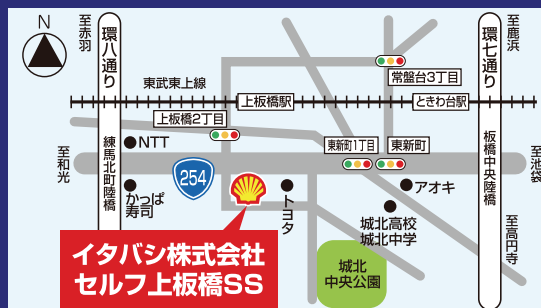 N
至赤羽
環八通り
環七通り
至鹿浜
常盤台3丁目
東武東上線
上板橋駅
ときわ台駅
上板橋2丁目
NTT
練馬北町陸橋
東新町1丁目
東新町
板橋中央陸橋
至和光
至池袋
254
かっぱ
寿司
トヨタ
アオキ
城北高校
城北中学
至高円寺
イタバシ株式会社
セルフ上板橋SS
城北
中央公園